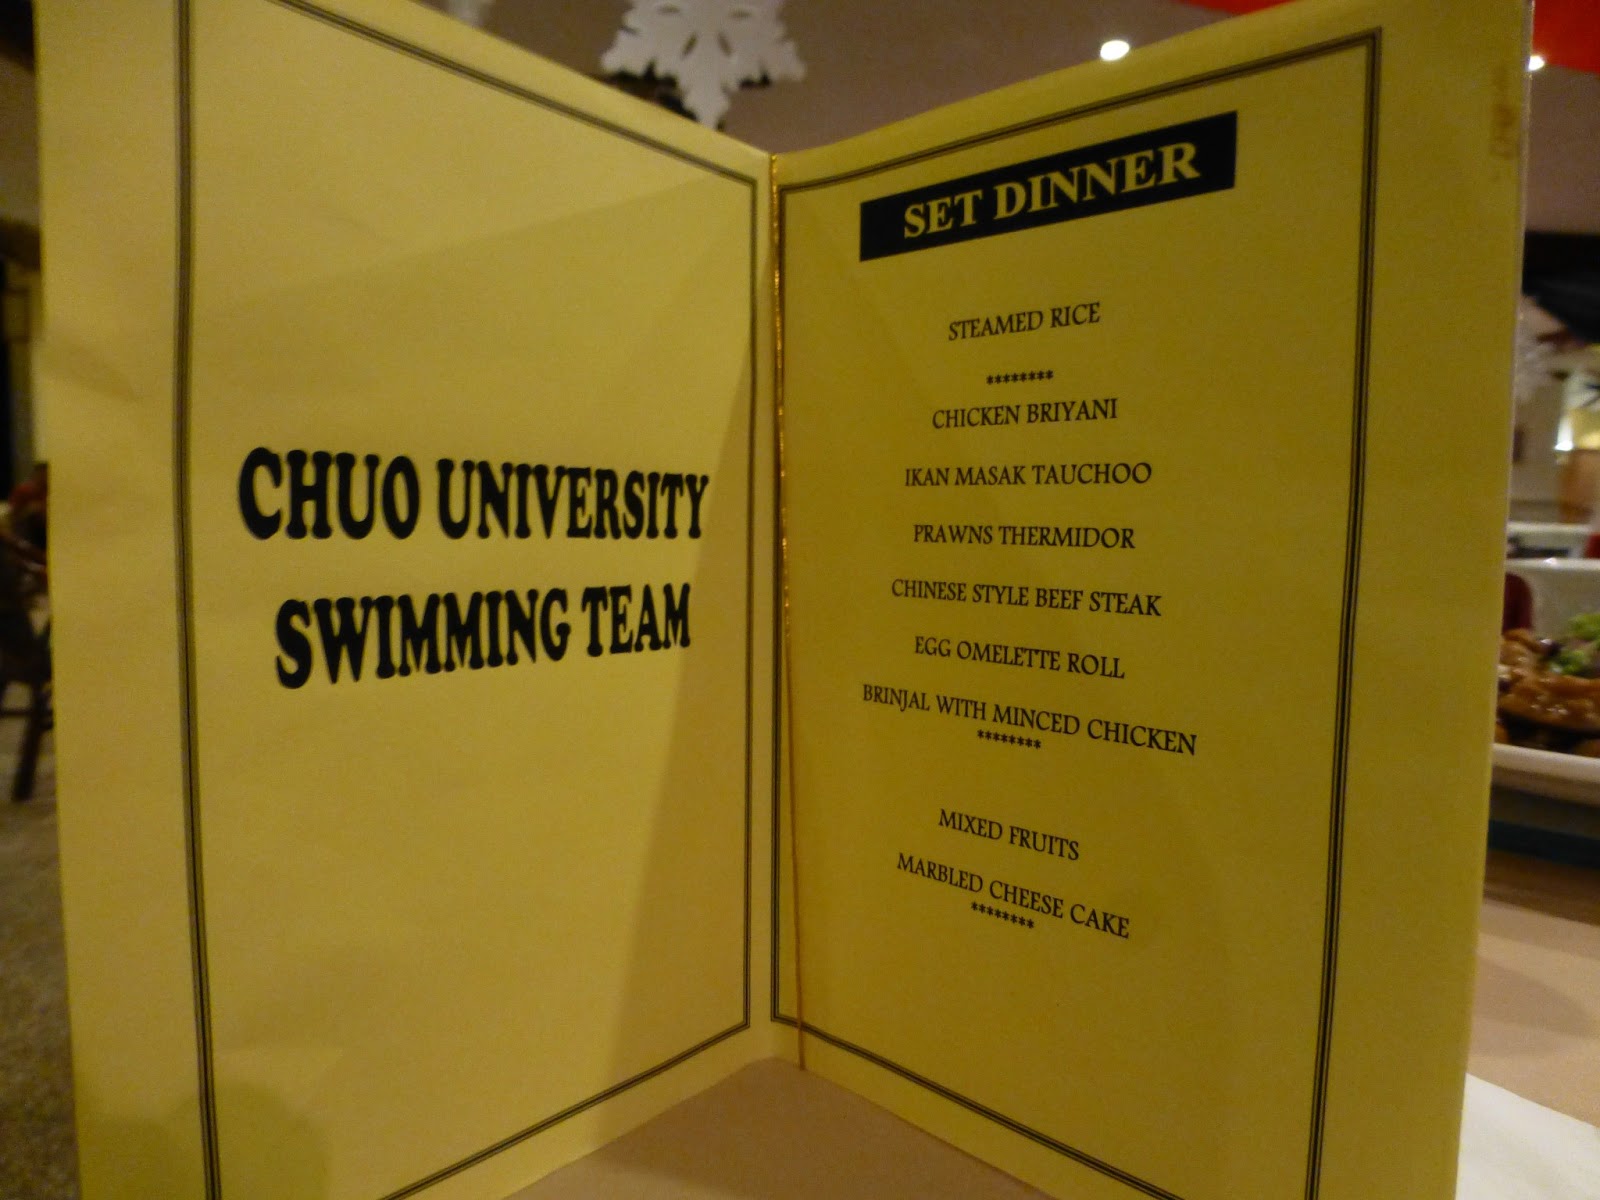 CHUO UNIVERSITY
SWIMMING TEAM
SET DINNER
STEAMED RICE
********
CHICKEN BRIYANI
IKAN MASAK TAUCHOO
PRAWNS THERMIDOR
CHINESE STYLE BEEF STEAK
EGG OMELETTE ROLL
BRINJAL WITH MINCED CHICKEN
********
MIXED FRUITS
MARBLED CHEESE CAKE
********